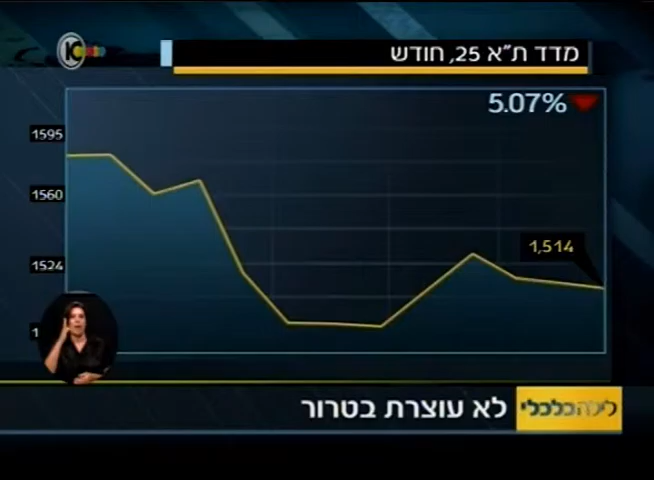 מדד ת"א 25, חודש
5.07%
1595
1560
1,514
1524
לילה כלכלי
לא עוצרת בטרור